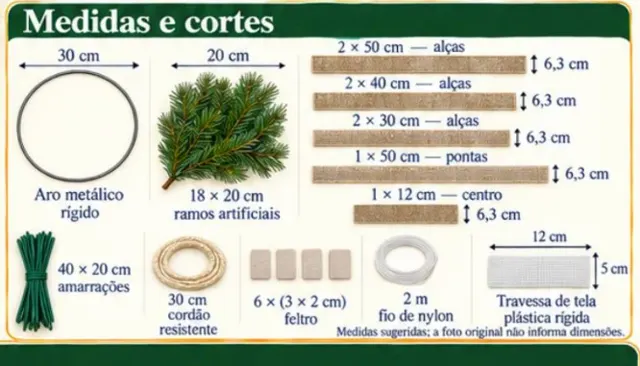 Medidas e cortes
30 cm
Aro metálico
rígido
20 cm
18 × 20 cm
ramos artificiais
2 × 50 cm — alças
6,3 cm
2 × 40 cm — alças
6,3 cm
2 × 30 cm — alças
6,3 cm
1 × 50 cm — pontas
6,3 cm
1 × 12 cm — centro
6,3 cm
40 × 20 cm
amarrações
30 cm
cordão
resistente
6 × (3 × 2 cm)
feltro
2 m
fio de nylon
12 cm
5 cm
Travessa de tela
plástica rígida
Medidas sugeridas; a foto original não informa dimensões.